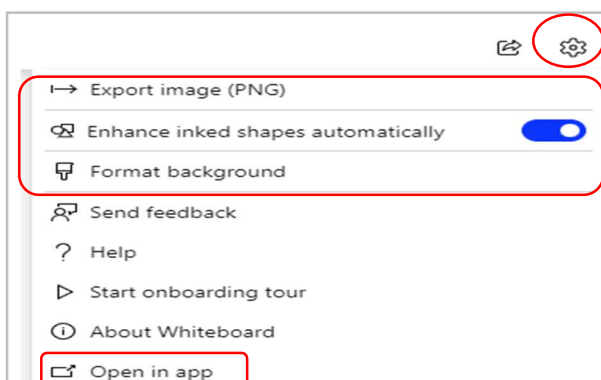 Export image (PNG)
Enhance inked shapes automatically
Format background
Send feedback
? Help
Start onboarding tour
About Whiteboard
Open in app